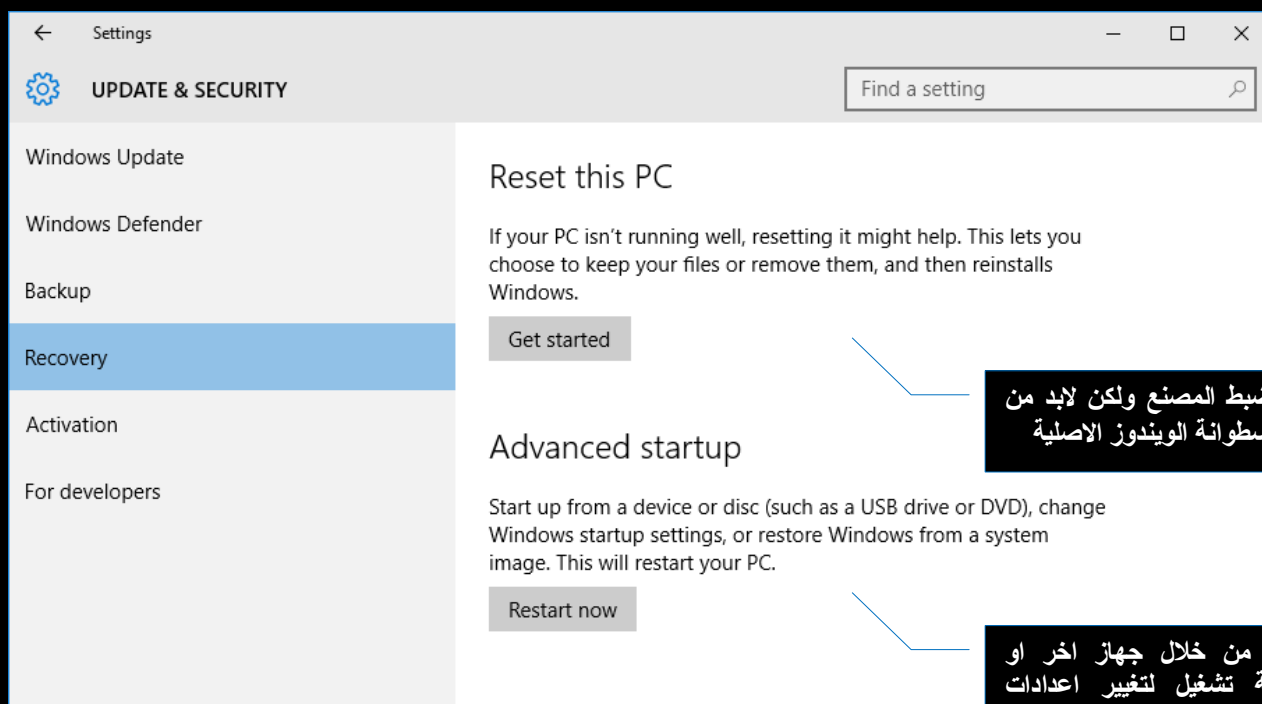 Settings
UPDATE & SECURITY
Find a setting
Windows Update
Windows Defender
Backup
Recovery
Activation
For developers
Reset this PC
If your PC isn't running well, resetting it might help. This lets you
choose to keep your files or remove them, and then reinstalls
Windows.
Get started
المصنع ولكن لابد من
الويندوز الاصلية
Advanced startup
Start up from a device or disc (such as a USB drive or DVD), change
Windows startup settings, or restore Windows from a system
image. This will restart your PC.
Restart now
من خلال جهاز اخر او
تشغيل لتغيير اعدادات